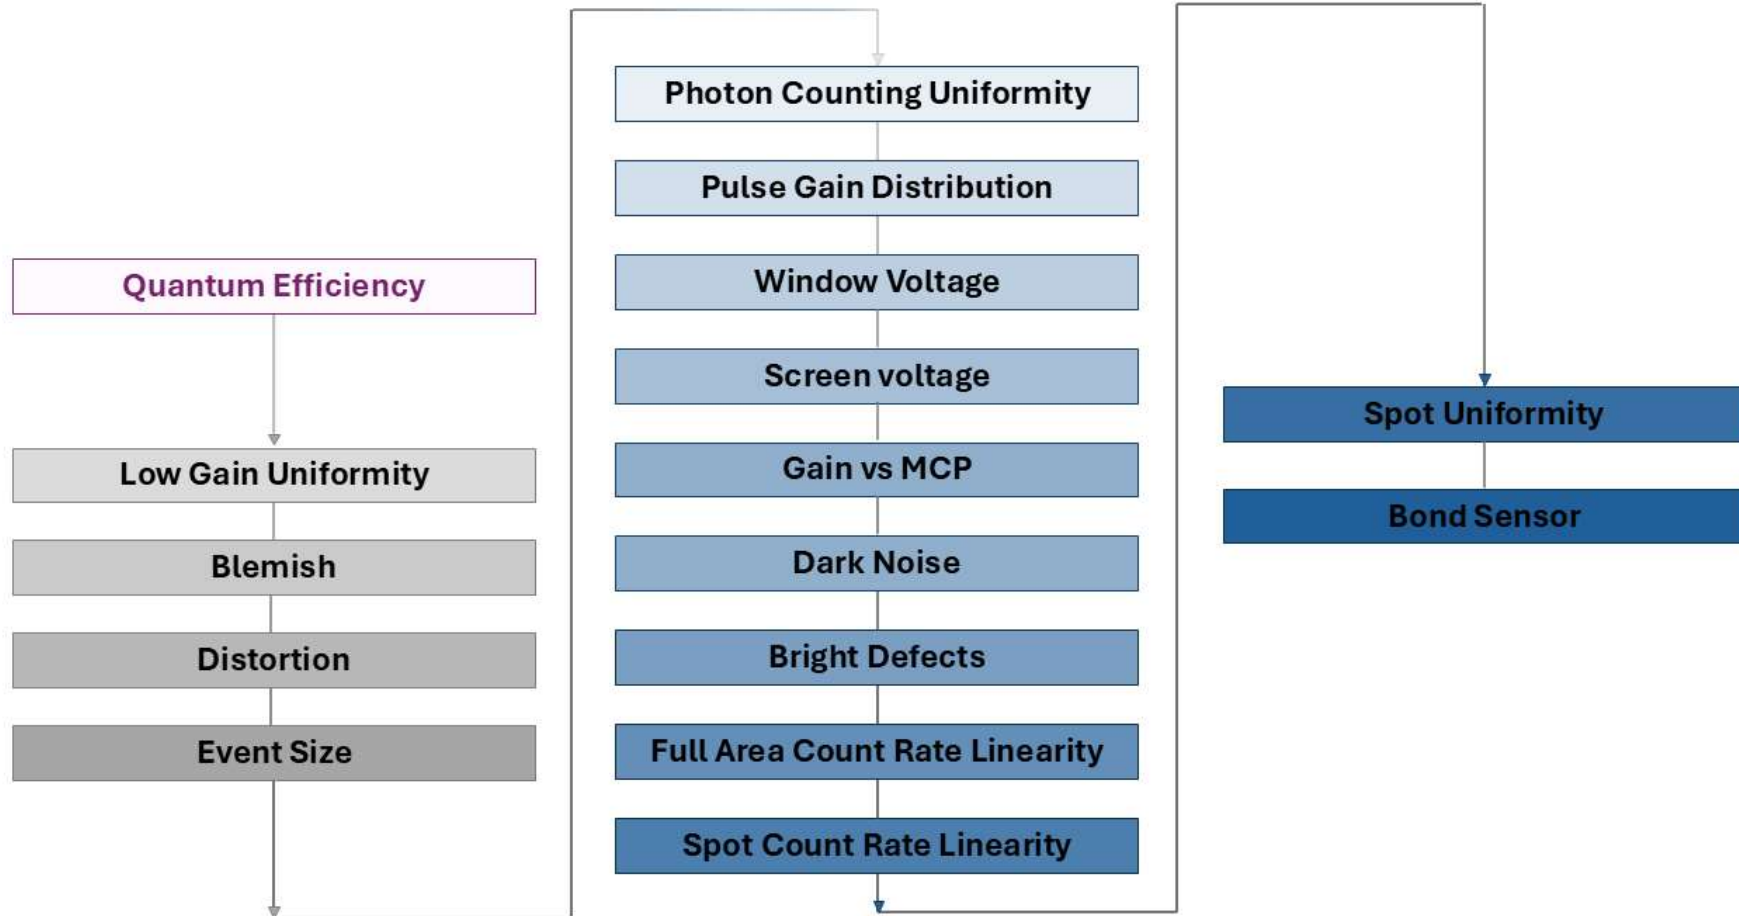 Quantum Efficiency
Low Gain Uniformity
Blemish
Distortion
Event Size
Photon Counting Uniformity
Pulse Gain Distribution
Window Voltage
Screen voltage
Gain vs MCP
Dark Noise
Bright Defects
Full Area Count Rate Linearity
Spot Count Rate Linearity
Spot Uniformity
Bond Sensor